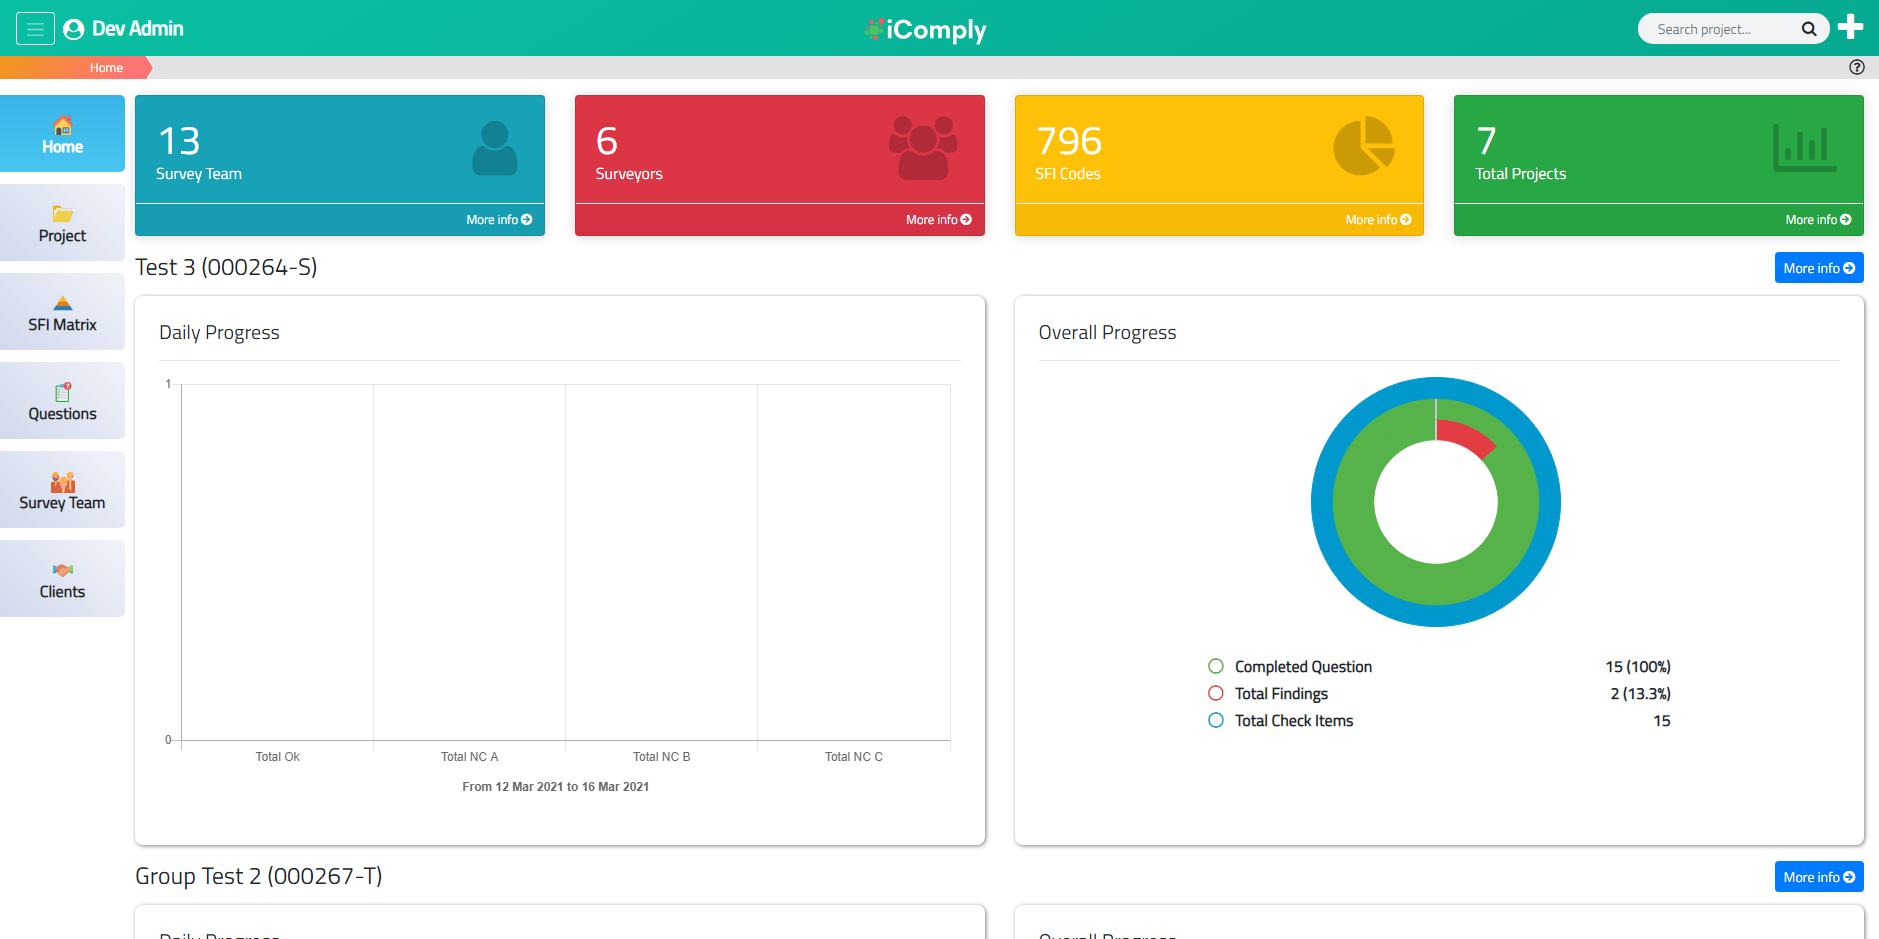 Dev Admin
iComply
Search project...
Home
Home
Project
SFI Matrix
Questions
Survey Team
Clients
13
Survey Team
More info
6
Surveyors
More info
796
SFI Codes
More info
7
Total Projects
More info
Test 3 (000264-S)
More info
Daily Progress
1
0
Total Ok
Total NC A
Total NC B
Total NC C
From 12 Mar 2021 to 16 Mar 2021
Overall Progress
Completed Question 15 (100%)
Total Findings 2 (13.3%)
Total Check Items 15
Group Test 2 (000267-T)
More info
Daily Progress
Overall Progress